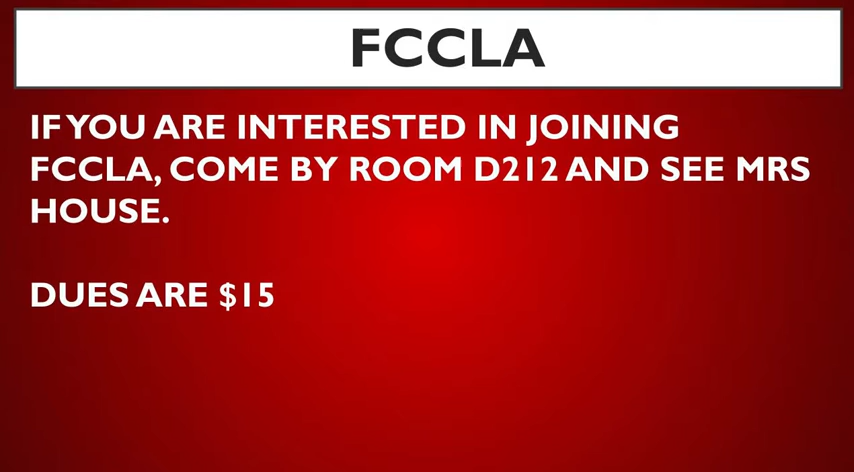 FCCLA
IF YOU ARE INTERESTED IN JOINING
FCCLA, COME BY ROOM D212 AND SEE MRS
HOUSE.
DUES ARE $15